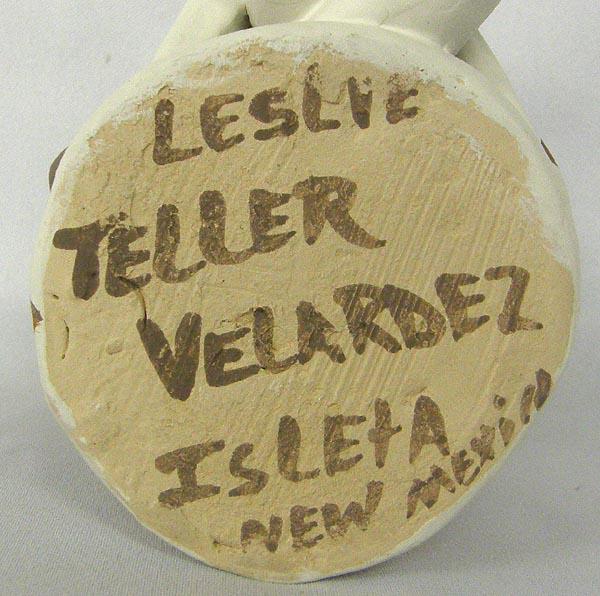 LESLIE
TELLER
VELARDEZ
ISLEtA
NEW MEXICO